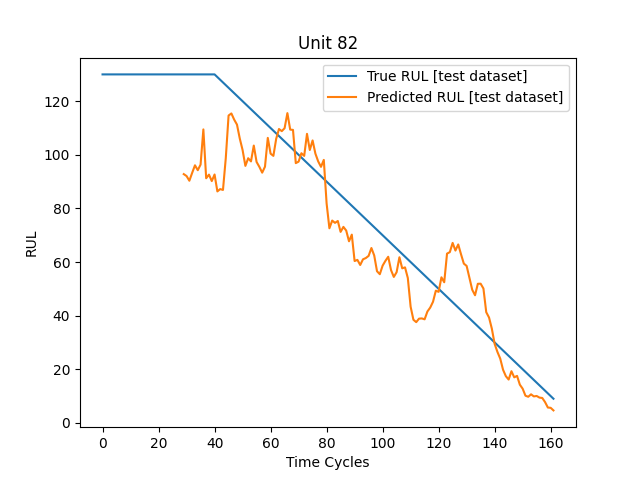 Unit 82
True RUL [test dataset]
Predicted RUL [test dataset]
RUL
120
100
80
60
40
20
0
0 20 40 60 80 100 120 140 160
Time Cycles